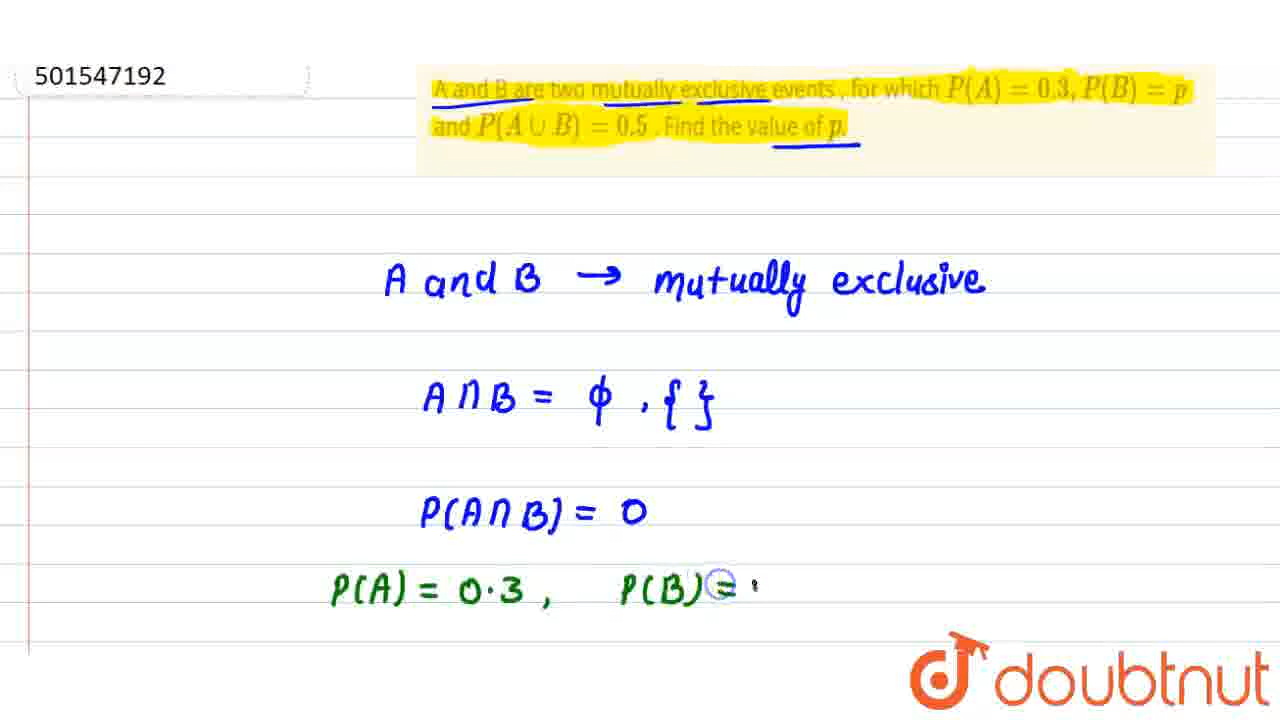 501547192
A and B are two mutually exclusive events , for which P(A) = 0.3, P(B) = p
and P(A ∪ B) = 0.5 . Find the value of p.
A and B → mutually exclusive
A ∩ B = ϕ , { }
P(A ∩ B) = 0
P(A) = 0.3 , P(B) =
doubtnut